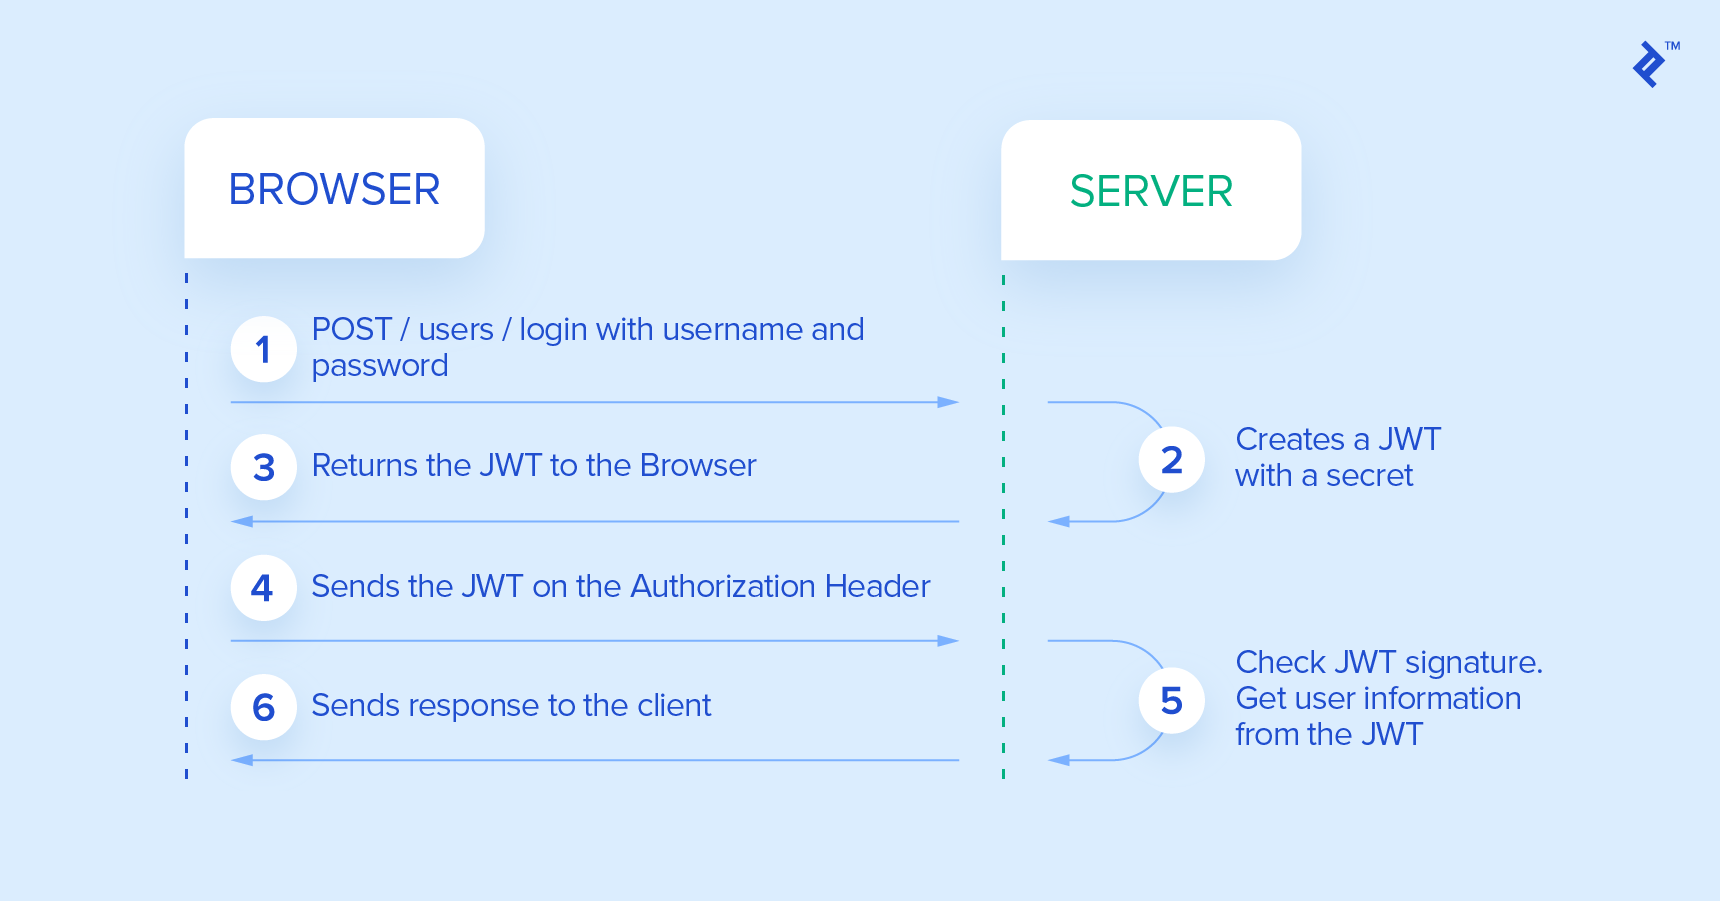 TM
BROWSER
SERVER
1
POST / users / login with username and
password
2
Creates a JWT
with a secret
3
Returns the JWT to the Browser
4
Sends the JWT on the Authorization Header
5
Check JWT signature.
Get user information
from the JWT
6
Sends response to the client